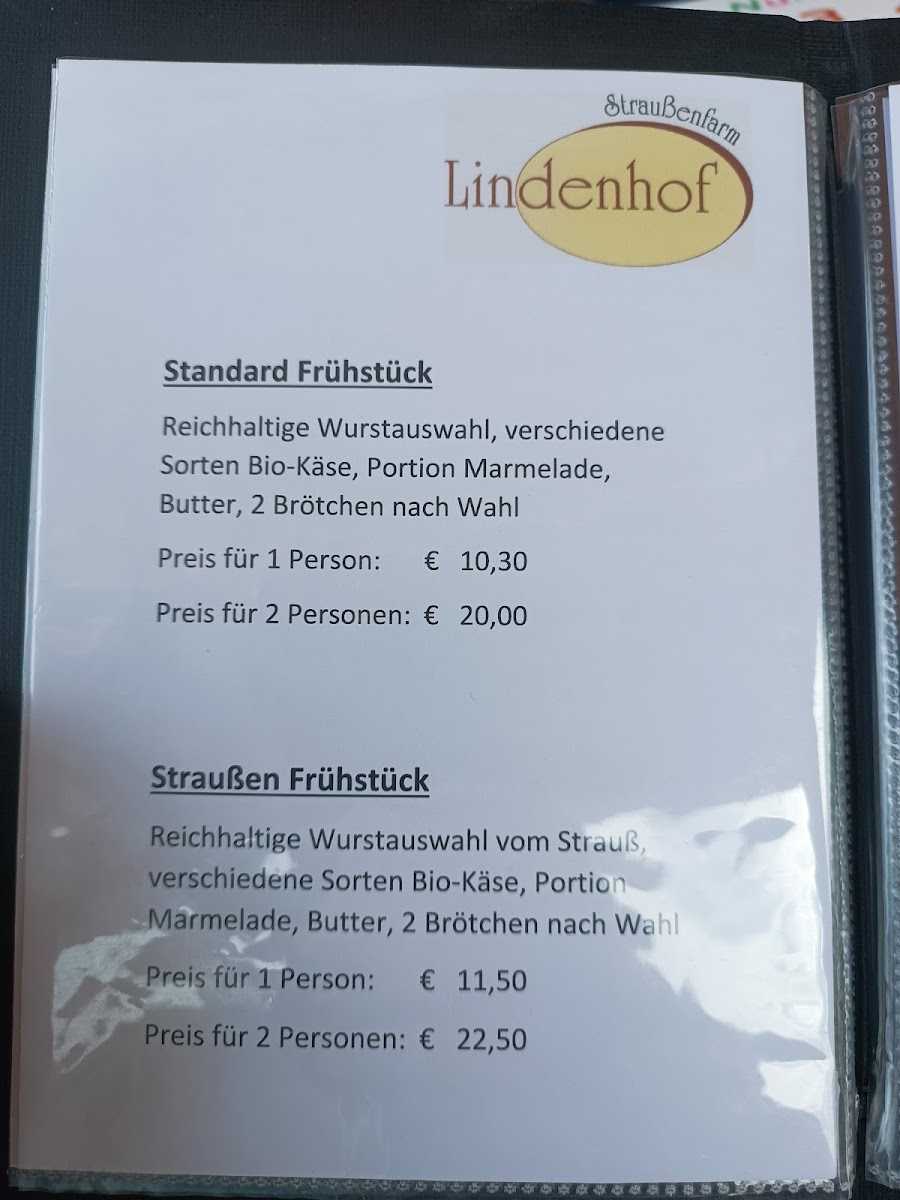 Straußenfarm
Lindenhof
Standard Frühstück
Reichhaltige Wurstauswahl, verschiedene
Sorten Bio-Käse, Portion Marmelade,
Butter, 2 Brötchen nach Wahl
Preis für 1 Person: € 10,30
Preis für 2 Personen: € 20,00
Straußen Frühstück
Reichhaltige Wurstauswahl vom Strauß,
verschiedene Sorten Bio-Käse, Portion
Marmelade, Butter, 2 Brötchen nach Wahl
Preis für 1 Person: € 11,50
Preis für 2 Personen: € 22,50